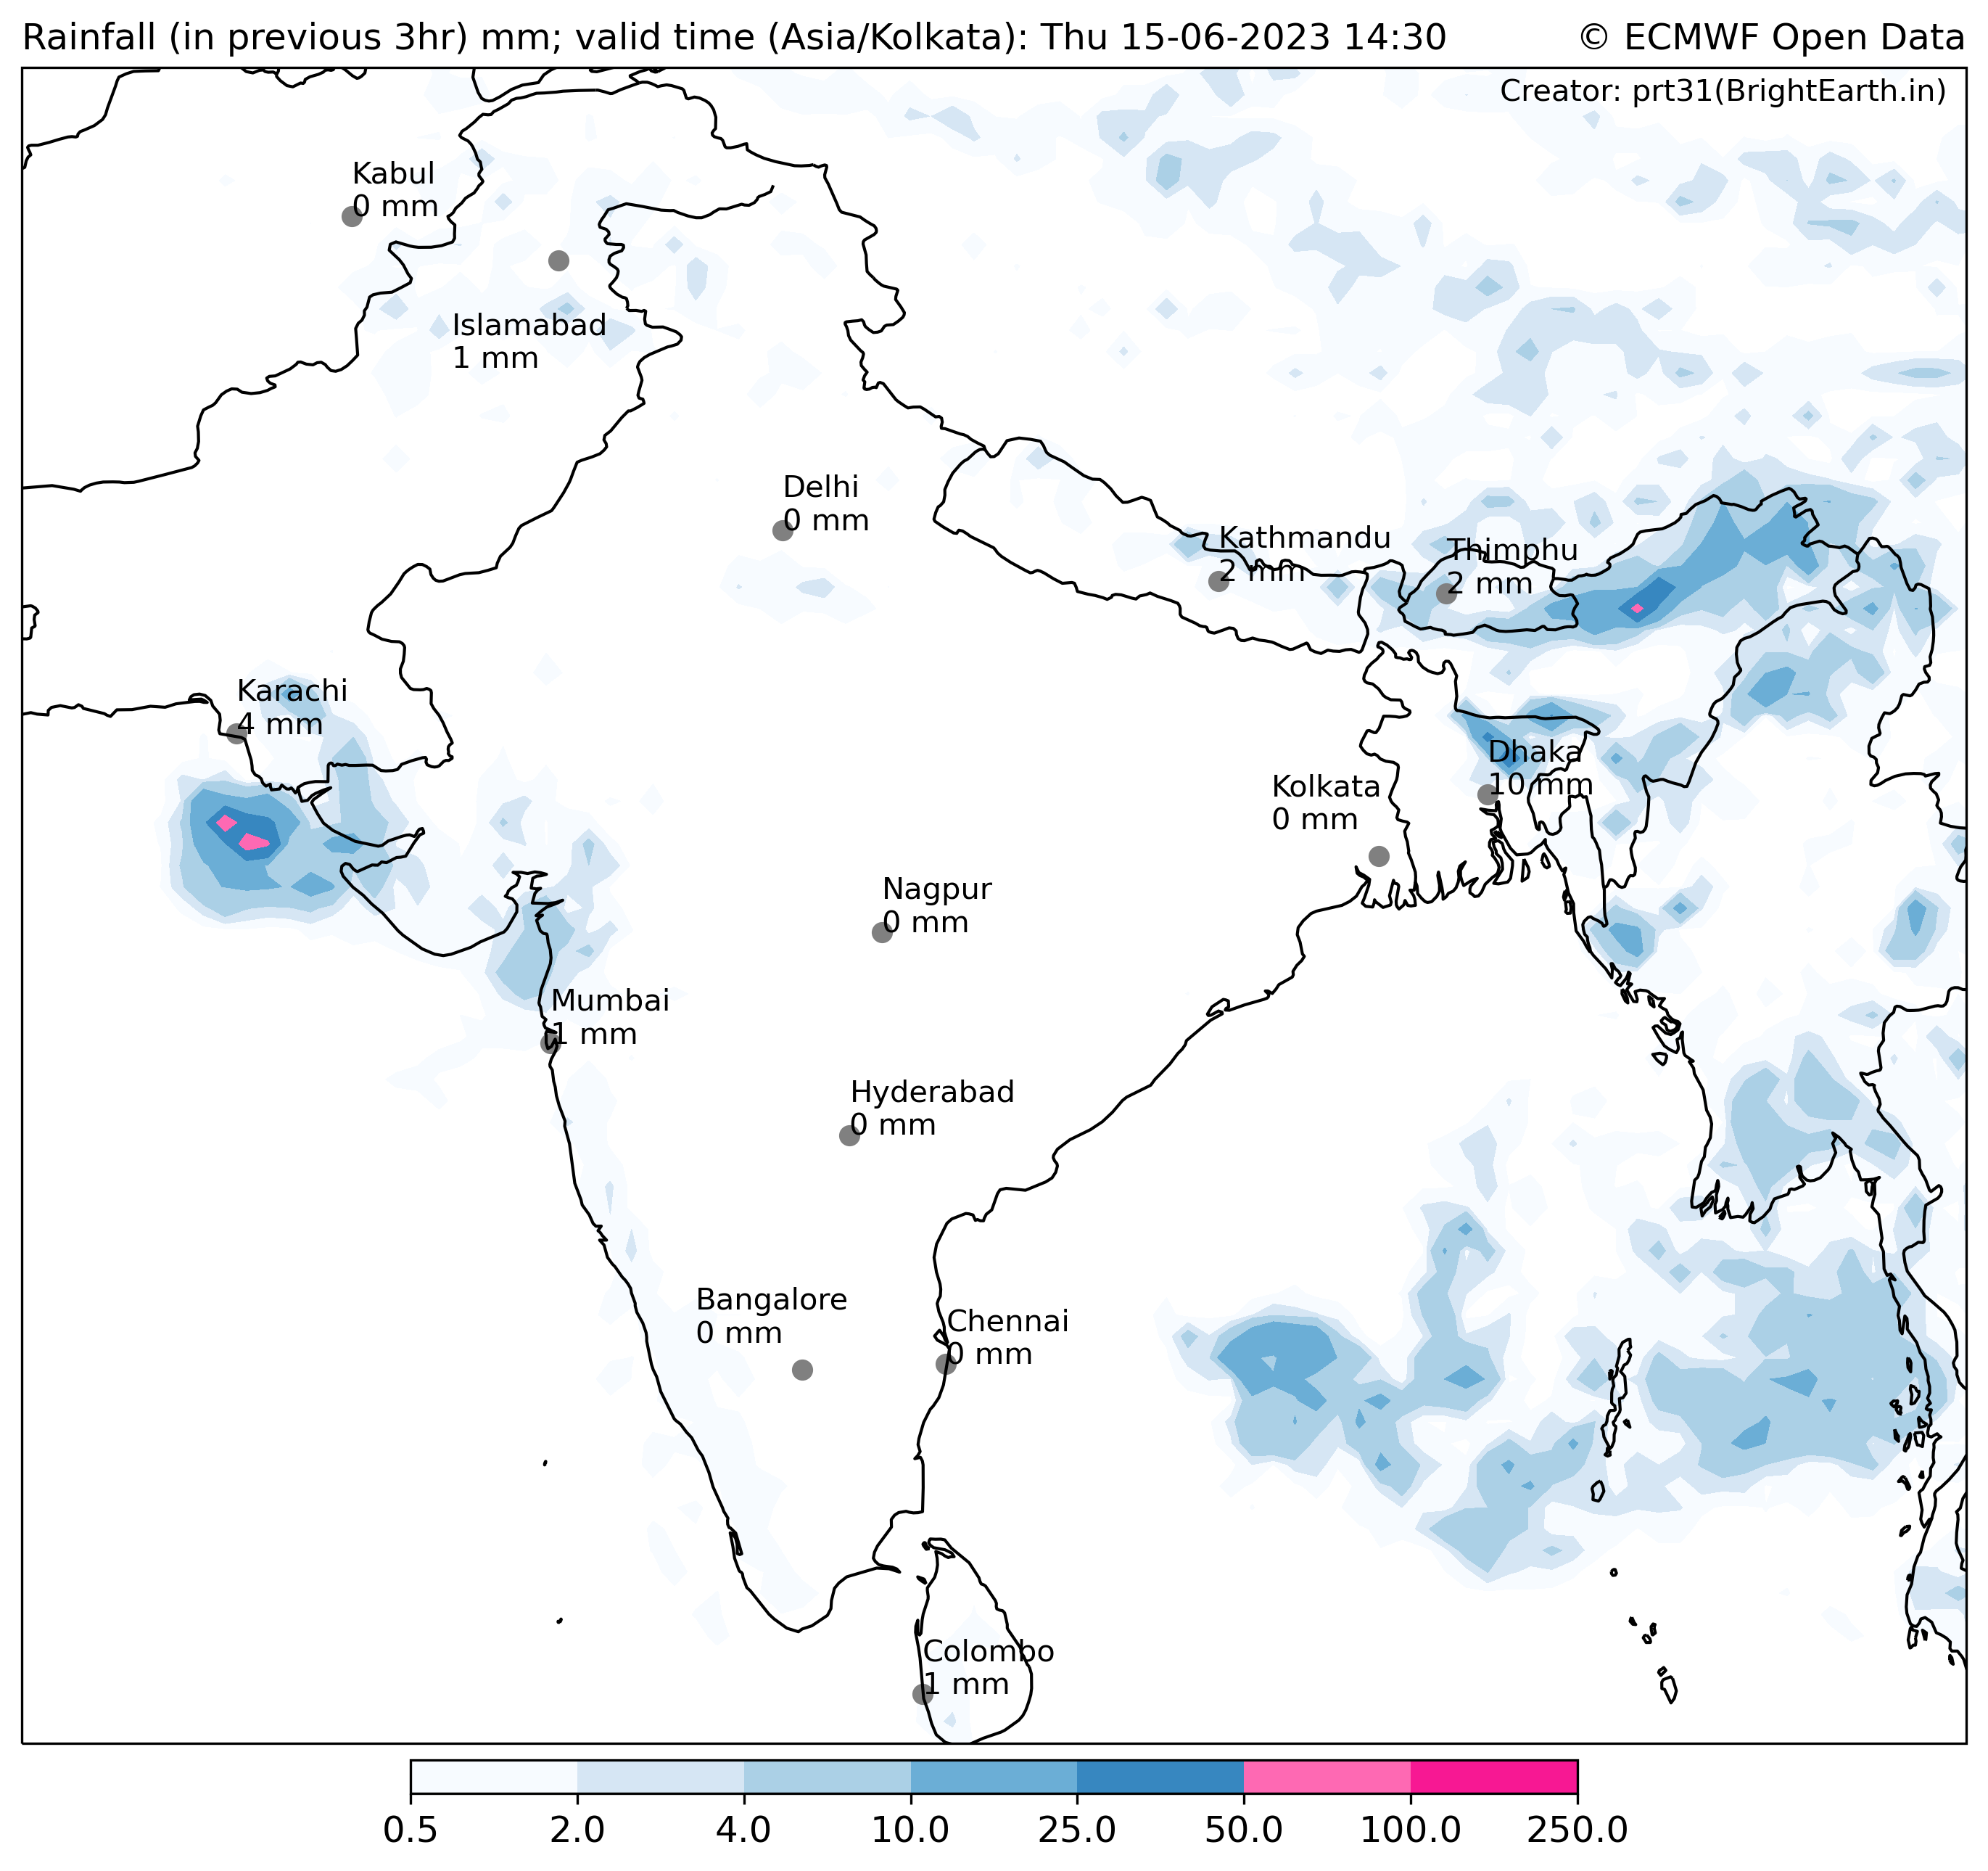 Rainfall (in previous 3hr) mm; valid time (Asia/Kolkata): Thu 15-06-2023 14:30
© ECMWF Open Data
Creator: prt31(BrightEarth.in)
Kabul
0 mm
Islamabad
1 mm
Delhi
0 mm
Kathmandu
2 mm
Thimphu
2 mm
Karachi
4 mm
Dhaka
10 mm
Kolkata
0 mm
Nagpur
0 mm
Mumbai
1 mm
Hyderabad
0 mm
Bangalore
0 mm
Chennai
0 mm
Colombo
1 mm
0.5 2.0 4.0 10.0 25.0 50.0 100.0 250.0